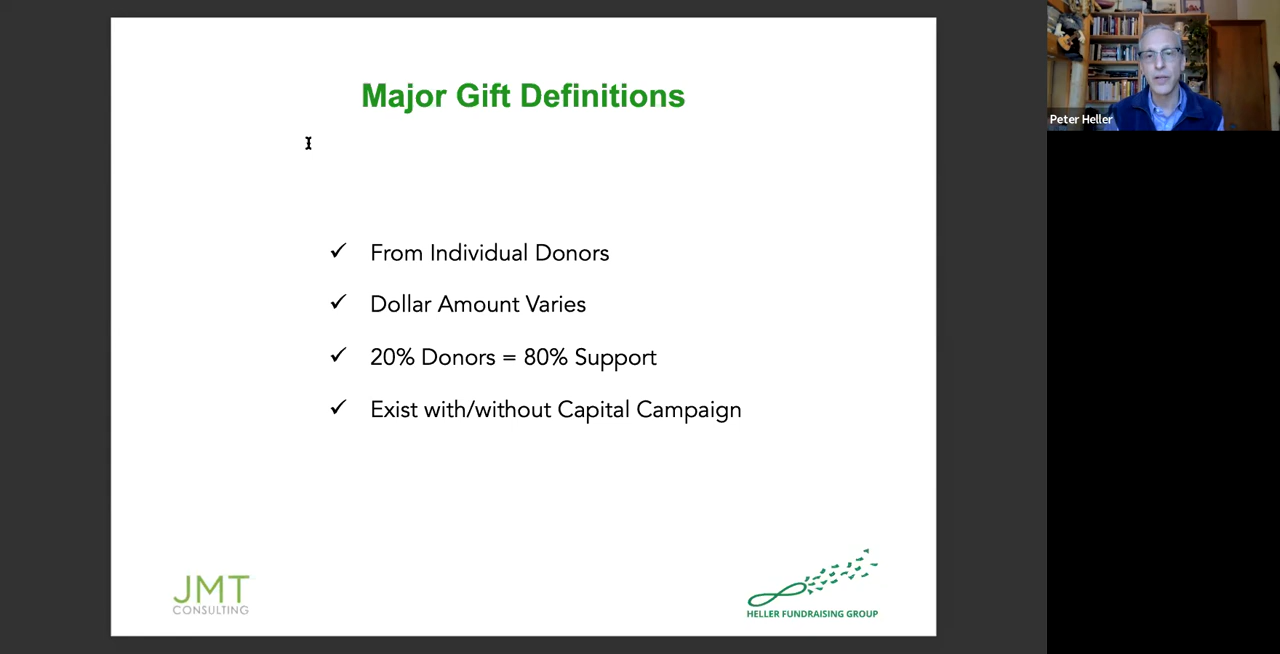 Major Gift Definitions
From Individual Donors
Dollar Amount Varies
20% Donors = 80% Support
Exist with/without Capital Campaign
JMT
CONSULTING
HELLER FUNDRAISING GROUP
Peter Heller